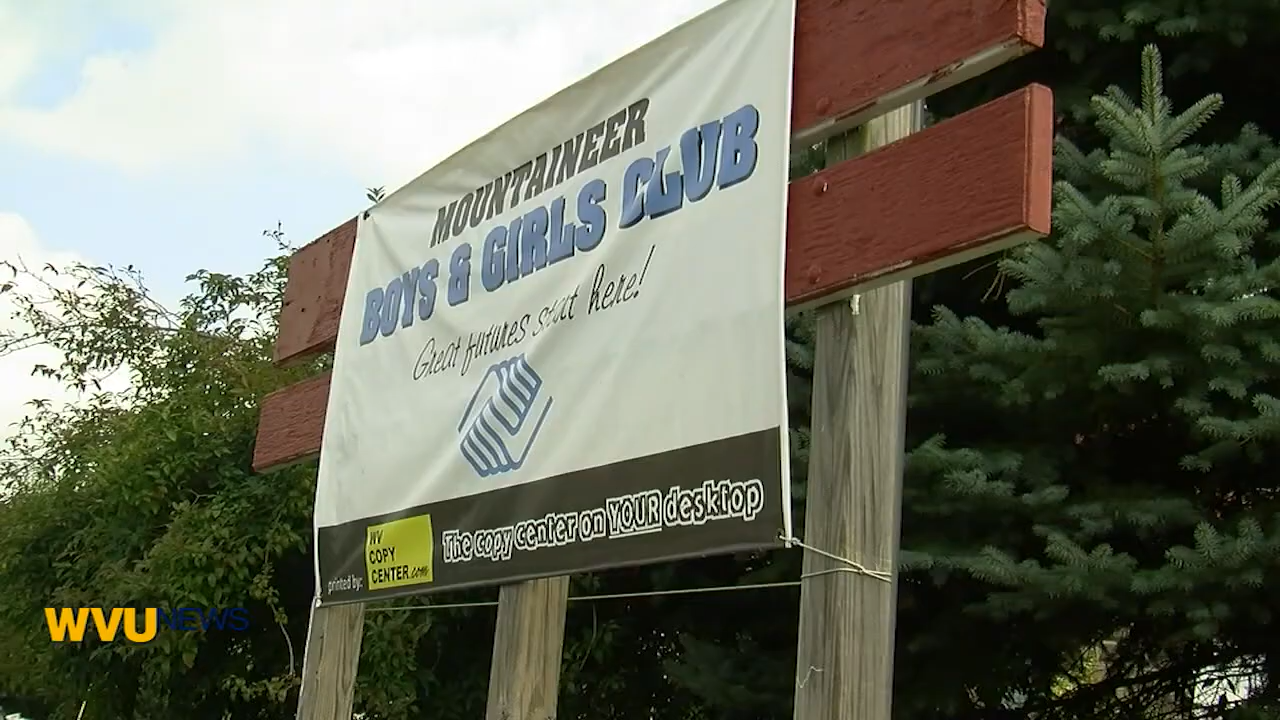 MOUNTAINEER
BOYS & GIRLS CLUB
Great futures start here!
printed by:
WV
COPY
CENTER.com
The copy center on YOUR desktop
WVU NEWS